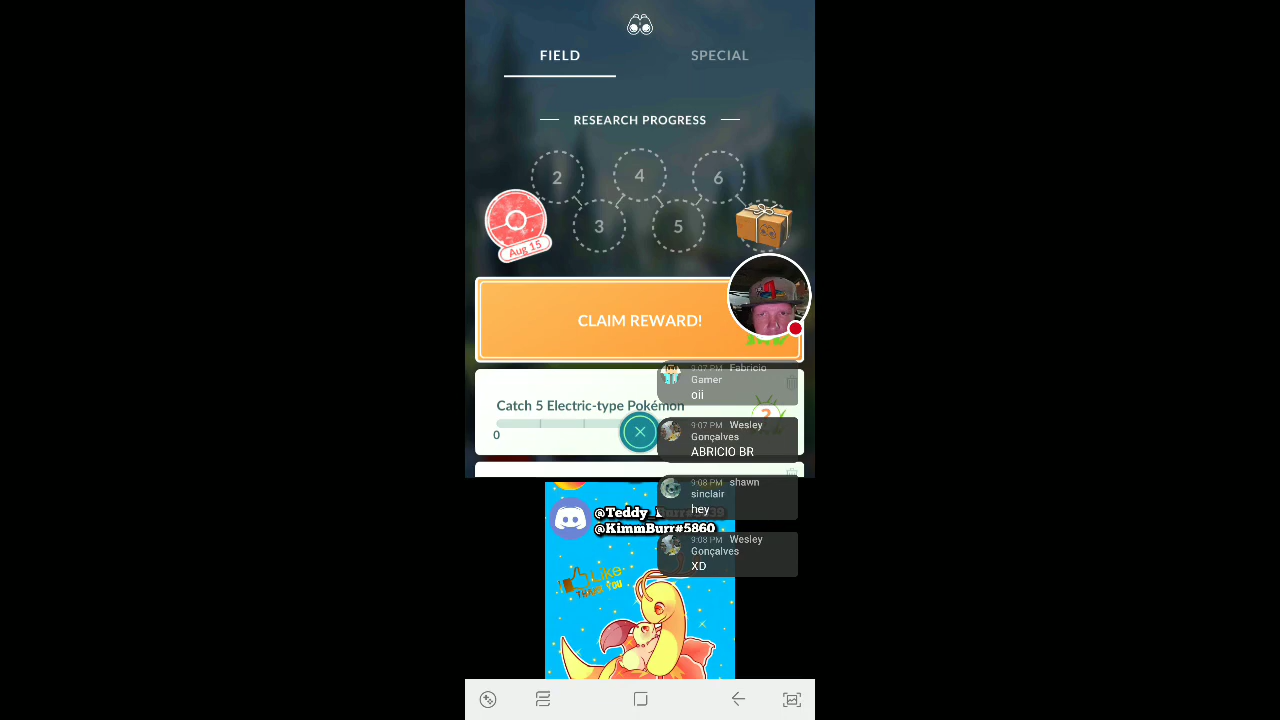 FIELD
SPECIAL
RESEARCH PROGRESS
2
4
6
3
5
Aug 15
CLAIM REWARD!
9:07 PM Fabricio
Gamer
oii
Catch 5 Electric-type Pokémon
?
0
9:07 PM Wesley
Gonçalves
ABRICIO BR
9:08 PM shawn
sinclair
hey
@Teddy_
@KimmBurr#5860
9:08 PM Wesley
Gonçalves
XD
Like
THANK YOU